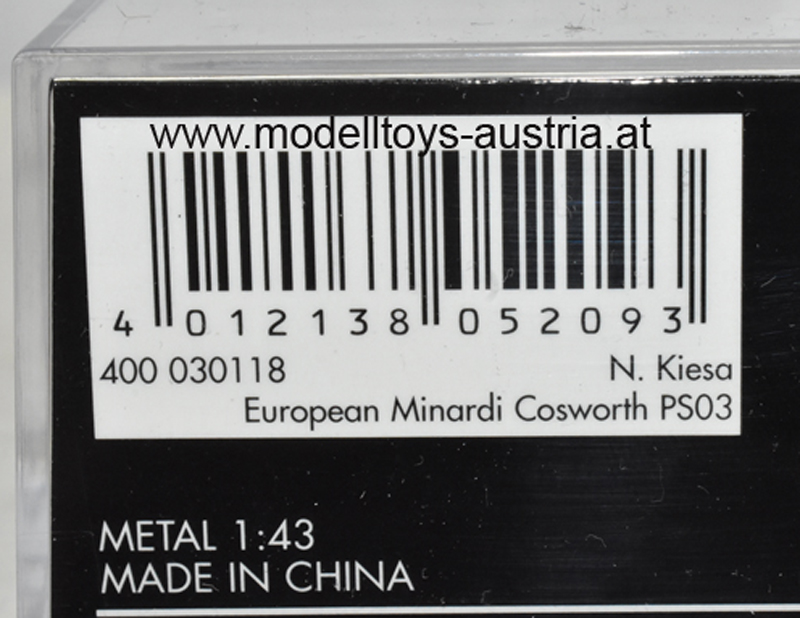 www.modelltoys-austria.at
4 012138 052093
400 030118 N. Kiesa
European Minardi Cosworth PS03
METAL 1:43
MADE IN CHINA